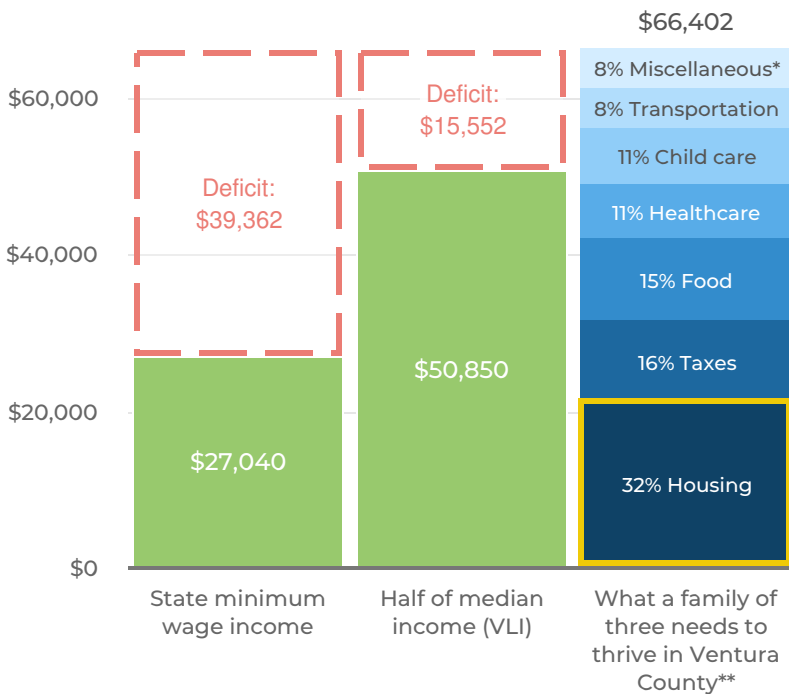 $66,402
8% Miscellaneous*
8% Transportation
11% Child care
11% Healthcare
15% Food
16% Taxes
32% Housing
Deficit:
$15,552
$50,850
Deficit:
$39,362
$27,040
$60,000
$40,000
$20,000
$0
State minimum
wage income
Half of median
income (VLI)
What a family of
three needs to
thrive in Ventura
County**